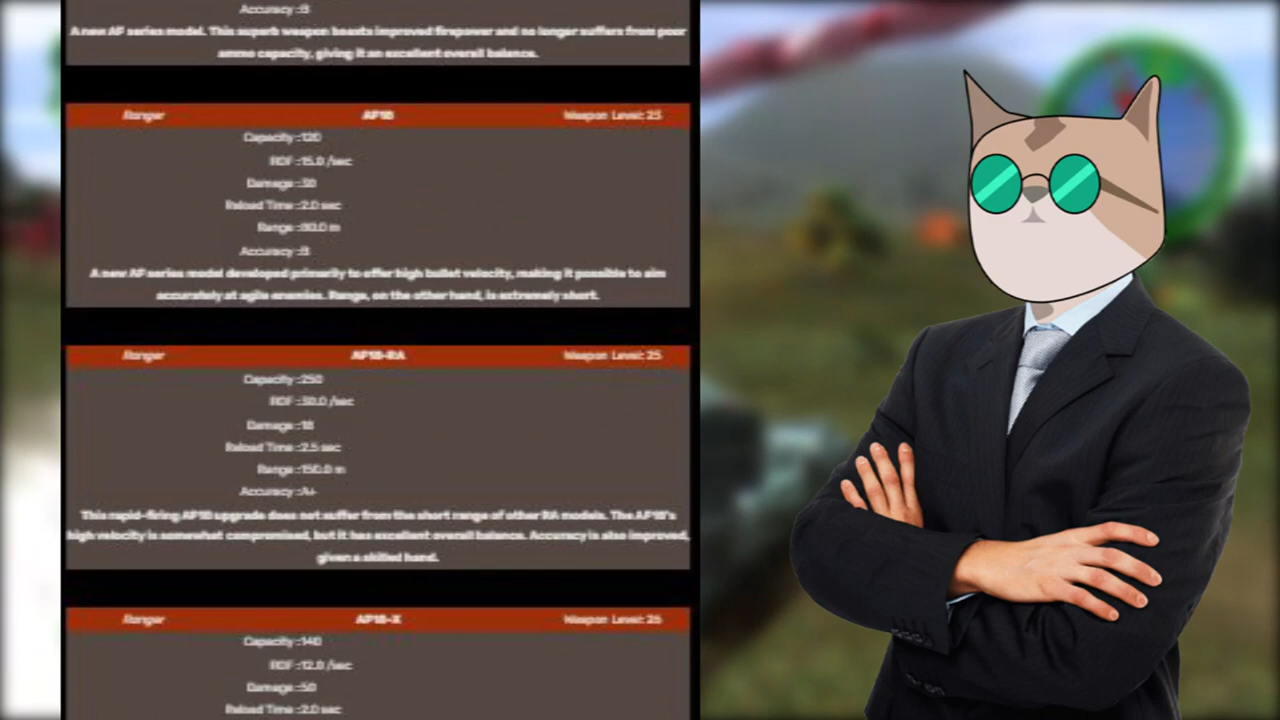 Accuracy :B
A new AF series model. This superb weapon boasts improved firepower and no longer suffers from poor
ammo capacity, giving it an excellent overall balance.
Ranger AF18 Weapon Level: 23
Capacity :120
ROF :15.0 /sec
Damage :30
Reload Time :2.0 sec
Range :80.0 m
Accuracy :B
A new AF series model developed primarily to offer high bullet velocity, making it possible to aim
accurately at agile enemies. Range, on the other hand, is extremely short.
Ranger AF18-RA Weapon Level: 25
Capacity :250
ROF :30.0 /sec
Damage :18
Reload Time :2.5 sec
Range :150.0 m
Accuracy :A+
This rapid-firing AF18 upgrade does not suffer from the short range of other RA models. The AF18's
high velocity is somewhat compromised, but it has excellent overall balance. Accuracy is also improved,
given a skilled hand.
Ranger AF18-X Weapon Level: 26
Capacity :140
ROF :12.0 /sec
Damage :50
Reload Time :2.0 sec